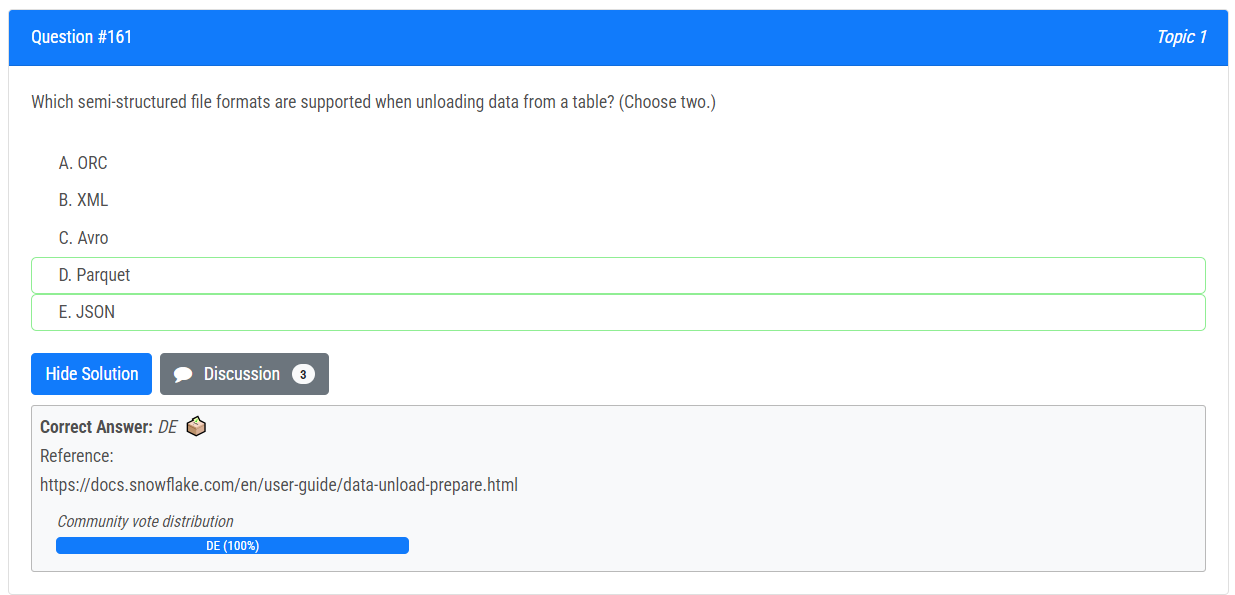 Question #161
Topic 1
Which semi-structured file formats are supported when unloading data from a table? (Choose two.)
A. ORC
B. XML
C. Avro
D. Parquet
E. JSON
Hide Solution
Discussion 3
Correct Answer: DE
Reference:
https://docs.snowflake.com/en/user-guide/data-unload-prepare.html
Community vote distribution
DE (100%)